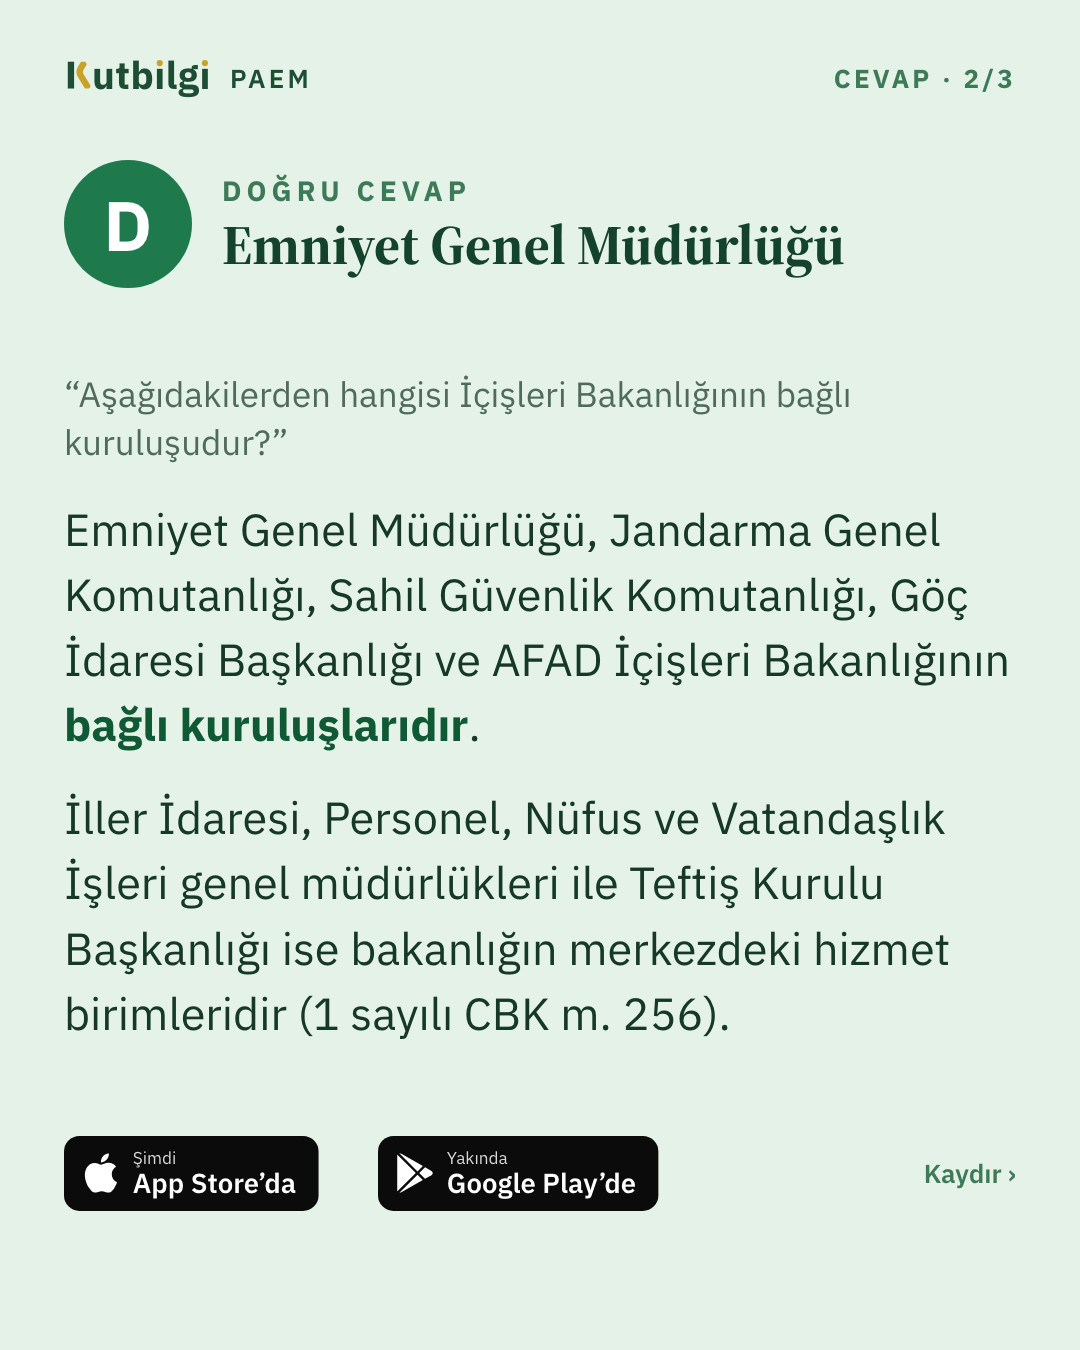 Kutbilgi PAEM
CEVAP · 2/3
D
DOĞRU CEVAP
Emniyet Genel Müdürlüğü
“Aşağıdakilerden hangisi İçişleri Bakanlığının bağlı
kuruluşudur?”
Emniyet Genel Müdürlüğü, Jandarma Genel
Komutanlığı, Sahil Güvenlik Komutanlığı, Göç
İdaresi Başkanlığı ve AFAD İçişleri Bakanlığının
bağlı kuruluşlarıdır.
İller İdaresi, Personel, Nüfus ve Vatandaşlık
İşleri genel müdürlükleri ile Teftiş Kurulu
Başkanlığı ise bakanlığın merkezdeki hizmet
birimleridir (1 sayılı CBK m. 256).
Şimdi
App Store’da
Yakında
Google Play’de
Kaydır ›